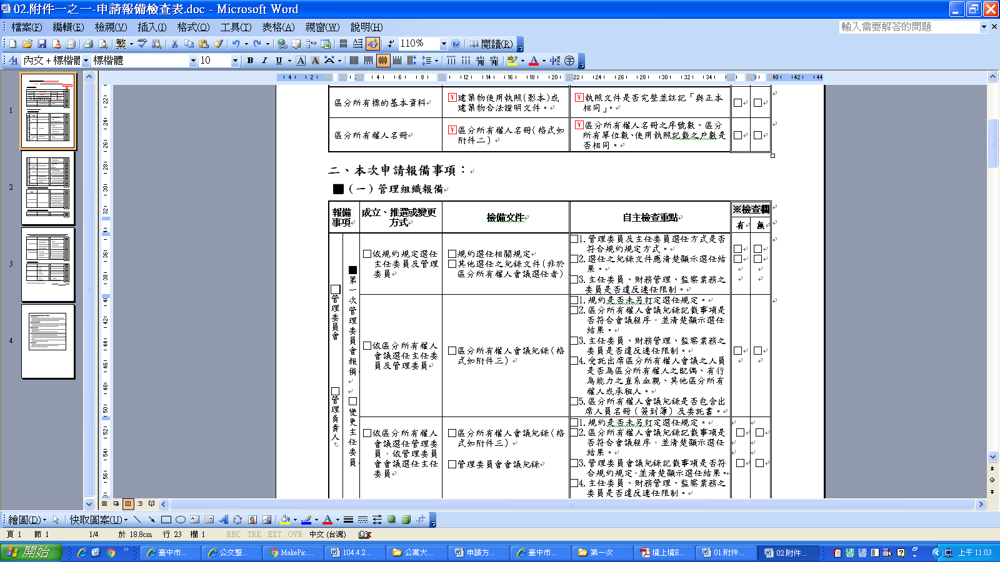 02.附件一之一-申請報備檢查表.doc - Microsoft Word
檔案(F) 編輯(E) 檢視(V) 插入(I) 格式(O) 工具(T) 表格(A) 視窗(W) 說明(H) 輸入需要解答的問題
繁 110% 閱讀(R)
內文 + 標楷體 標楷體 10 B I U A A
區分所有標的基本資料
V 建築物使用執照(影本)或
建築物合法證明文件。
V 執照文件是否完整並註記「與正本
相同」。
區分所有權人名冊
V 區分所有權人名冊(格式如
附件二)
V 區分所有權人名冊之序號數、區分
所有單位數、使用執照記載之戶數是
否相同。
二、本次申請報備事項：
■(一)管理組織報備
報備
事項
成立、推選或變更
方式
檢備文件
自主檢查重點
※檢查欄
有 無
□管理委員會
□管理負責人
■第一次管理委員會報備
□變更主任委員
□依規約規定選任
主任委員及管理
委員
□規約選任相關規定
□其他選任之紀錄文件(非於
區分所有權人會議選任者)
□1.管理委員及主任委員選任方式是否
符合規約規定方式。
□2.選任之紀錄文件應清楚顯示選任結
果。
□3.主任委員、財務管理、監察業務之
委員是否違反連任限制。
□依區分所有權人
會議選任主任委
員及管理委員
□區分所有權人會議紀錄(格
式如附件三)
□1.規約是否未另訂定選任規定。
□2.區分所有權人會議紀錄記載事項是
否符合會議程序，並清楚顯示選任
結果。
□3.主任委員、財務管理、監察業務之
委員是否違反連任限制。
□4.受託出席區分所有權人會議之人員
是否為區分所有權人之配偶、有行
為能力之直系血親、其他區分所有
權人或承租人。
□5.區分所有權人會議紀錄是否包含出
席人員名冊(簽到簿)及委託書。
□依區分所有權人
會議選任管理委
員，依管理委員
會會議選任主任
委員
□區分所有權人會議紀錄(格
式如附件三)
□管理委員會會議紀錄
□1.規約是否未另訂定選任規定。
□2.區分所有權人會議紀錄記載事項是
否符合會議程序，並清楚顯示選任
結果。
□3.管理委員會議紀錄記載事項是否符
合規約規定，並清楚顯示選任結果。
□4.主任委員、財務管理、監察業務之
委員是否違反連任限制。
1
2
3
4
繪圖(D) 快取圖案(U)
頁 1 節 1 1/4 於 18.8cm 行 23 欄 1 REC TRK EXT OVR 中文 (台灣)
開始 臺中市... 公文整... MakePic.... 104.4.2... 公寓大... 申請方... 臺中市... 第一次 境上境E... 01.附件... 02.附件... 上午 11:03